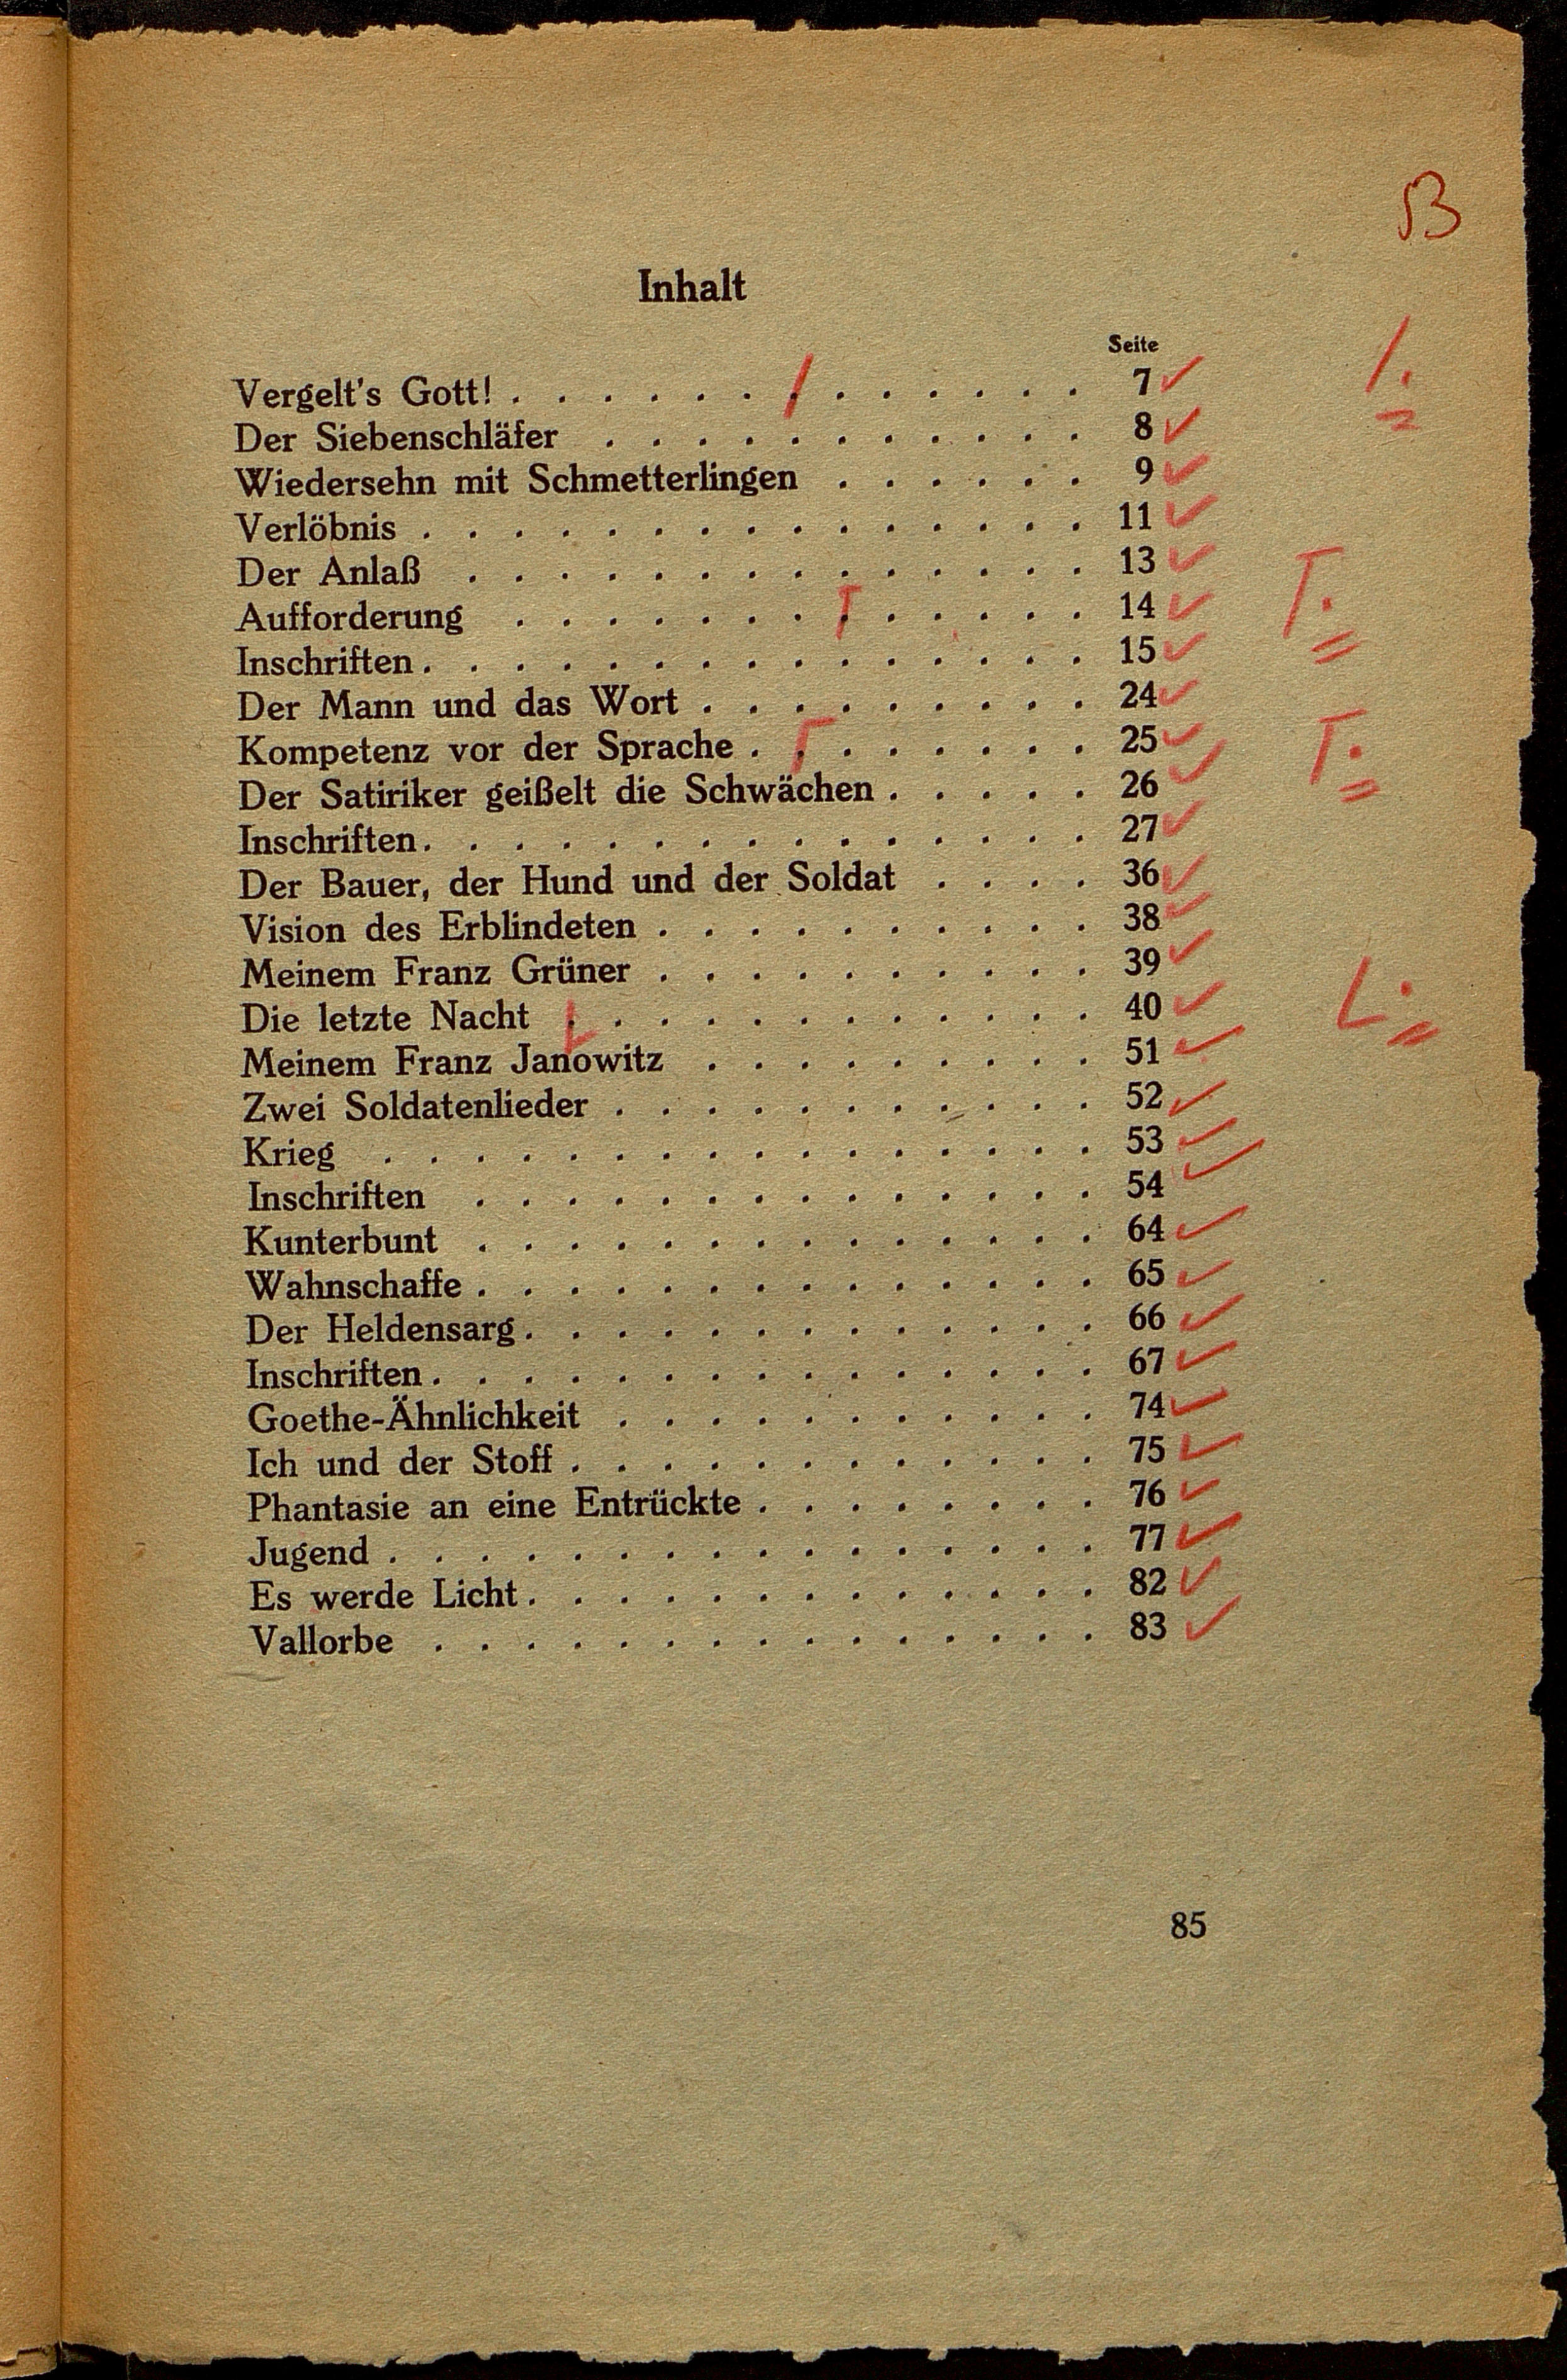 B
Inhalt
Seite
Vergelt's Gott! . . . . . . . . . . . . . 7
Der Siebenschläfer . . . . . . . . . . . 8
Wiedersehn mit Schmetterlingen . . . . . . 9
Verlöbnis . . . . . . . . . . . . . . . 11
Der Anlaß . . . . . . . . . . . . . . 13
Aufforderung . . . . . . . . . . . . . 14
Inschriften . . . . . . . . . . . . . . . 15
Der Mann und das Wort . . . . . . . . . 24
Kompetenz vor der Sprache . . . . . . . . 25
Der Satiriker geißelt die Schwächen . . . . . 26
Inschriften . . . . . . . . . . . . . . . 27
Der Bauer, der Hund und der Soldat . . . . 36
Vision des Erblindeten . . . . . . . . . . 38
Meinem Franz Grüner . . . . . . . . . . 39
Die letzte Nacht . . . . . . . . . . . . 40
Meinem Franz Janowitz . . . . . . . . . 51
Zwei Soldatenlieder . . . . . . . . . . . 52
Krieg . . . . . . . . . . . . . . . . 53
Inschriften . . . . . . . . . . . . . . 54
Kunterbunt . . . . . . . . . . . . . . 64
Wahnschaffe . . . . . . . . . . . . . . 65
Der Heldensarg . . . . . . . . . . . . . 66
Inschriften . . . . . . . . . . . . . . . 67
Goethe-Ähnlichkeit . . . . . . . . . . . 74
Ich und der Stoff . . . . . . . . . . . . 75
Phantasie an eine Entrückte . . . . . . . . 76
Jugend . . . . . . . . . . . . . . . . 77
Es werde Licht . . . . . . . . . . . . . 82
Vallorbe . . . . . . . . . . . . . . . 83
85